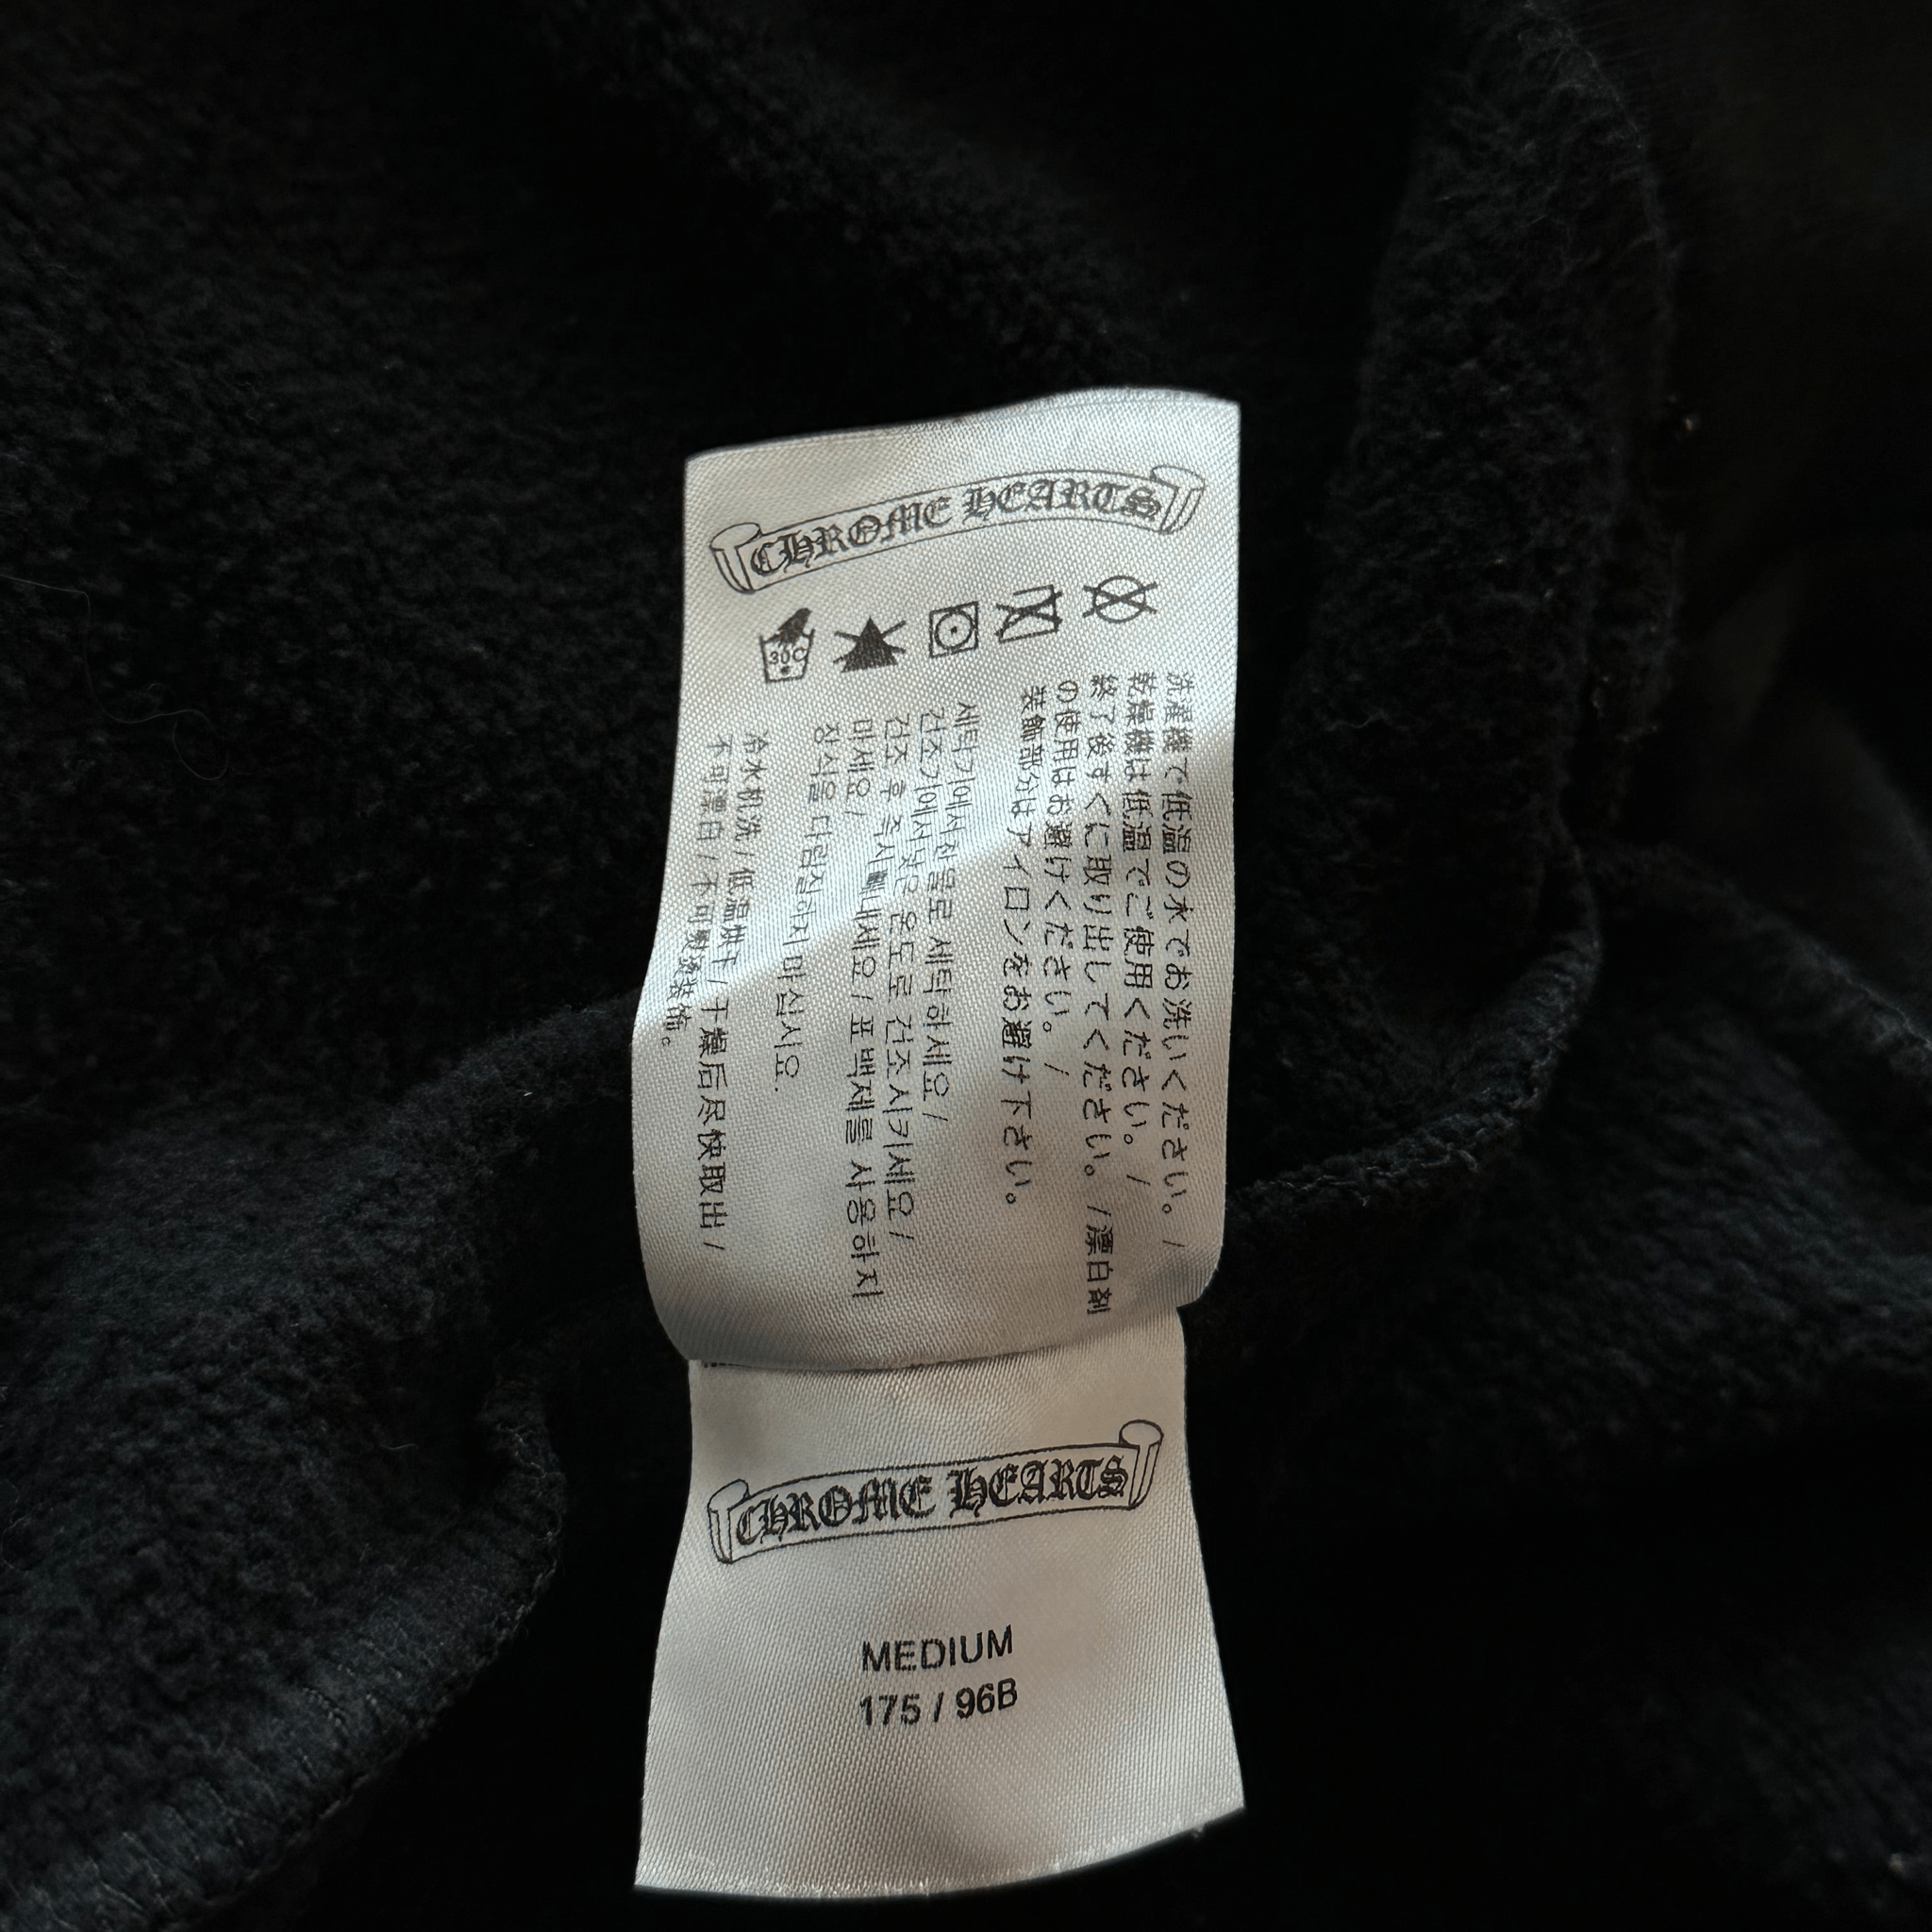 CHROME HEARTS
30C
洗濯機で低温の水でお洗いください。 /
乾燥機は低温でご使用ください。 /
終了後すぐに取り出してください。 / 漂白剤
の使用はお避けください。 /
装飾部分はアイロンをお避け下さい。
세탁기에서 찬물로 세탁하세요 /
건조기에서 낮은 온도로 건조시키세요 /
건조 후 즉시 빼내세요 / 표백제를 사용하지
마세요 /
장식을 다림질하지 마십시요.
冷水机洗 / 低温烘干 / 干燥后尽快取出 /
不可漂白 / 不可熨烫装饰。
CHROME HEARTS
MEDIUM
175 / 96B